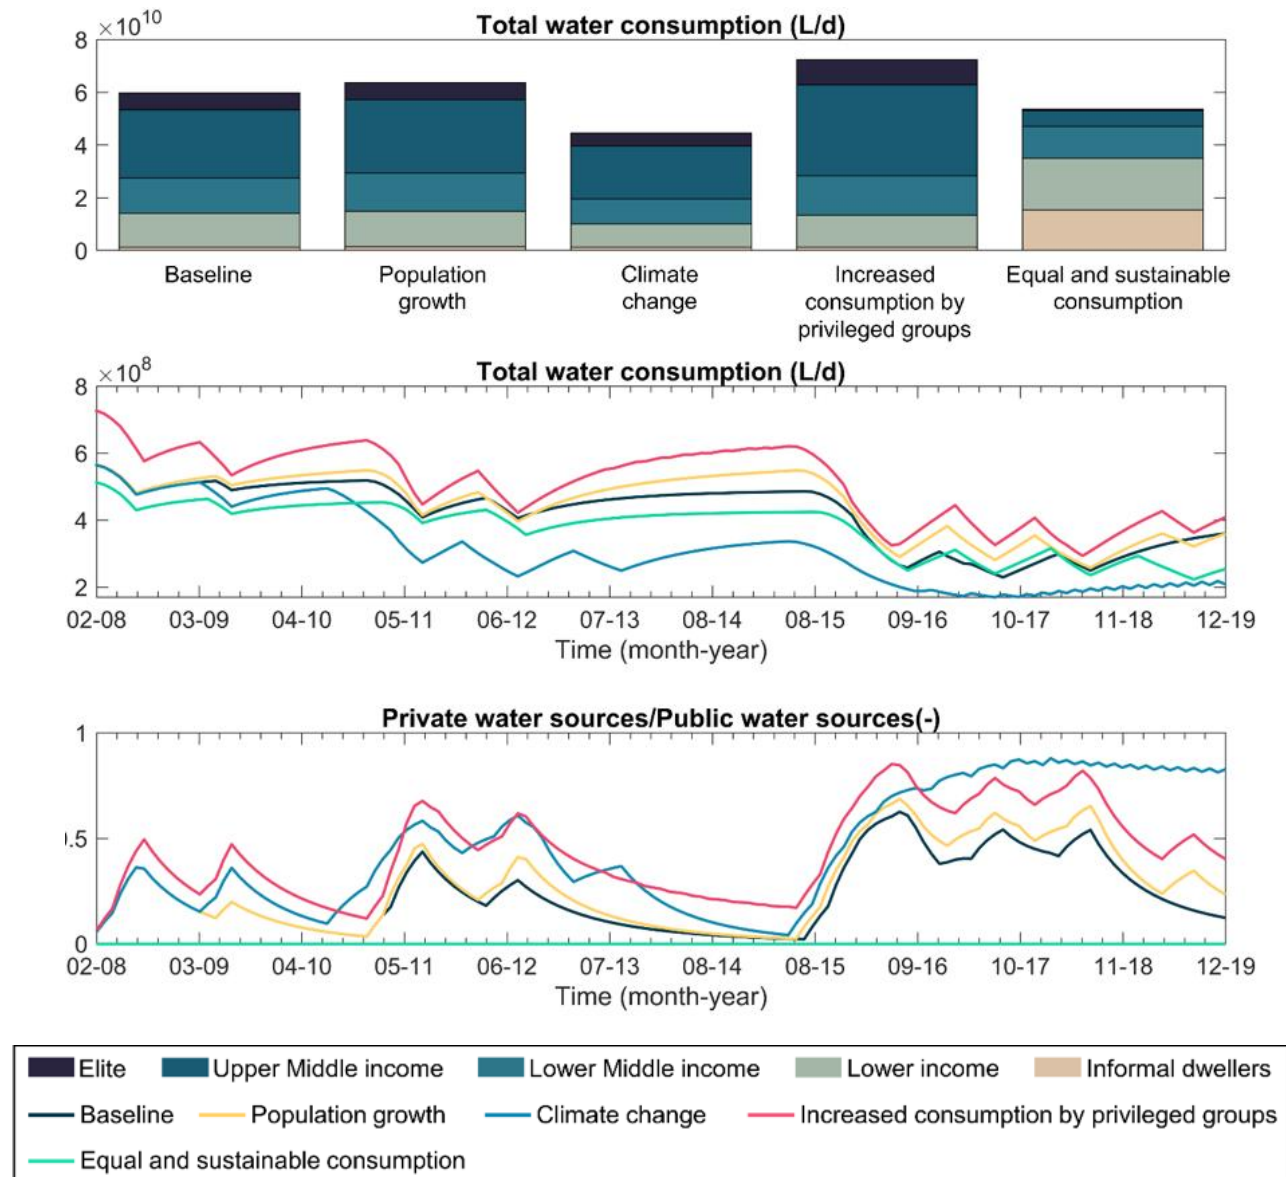 ×10^10
Total water consumption (L/d)
8
6
4
2
0
Baseline
Population growth
Climate change
Increased consumption by privileged groups
Equal and sustainable consumption
×10^8
Total water consumption (L/d)
8
6
4
2
02-08 03-09 04-10 05-11 06-12 07-13 08-14 08-15 09-16 10-17 11-18 12-19
Time (month-year)
Private water sources/Public water sources(-)
1
).5
0
02-08 03-09 04-10 05-11 06-12 07-13 08-14 08-15 09-16 10-17 11-18 12-19
Time (month-year)
Elite Upper Middle income Lower Middle income Lower income Informal dwellers
Baseline Population growth Climate change Increased consumption by privileged groups
Equal and sustainable consumption